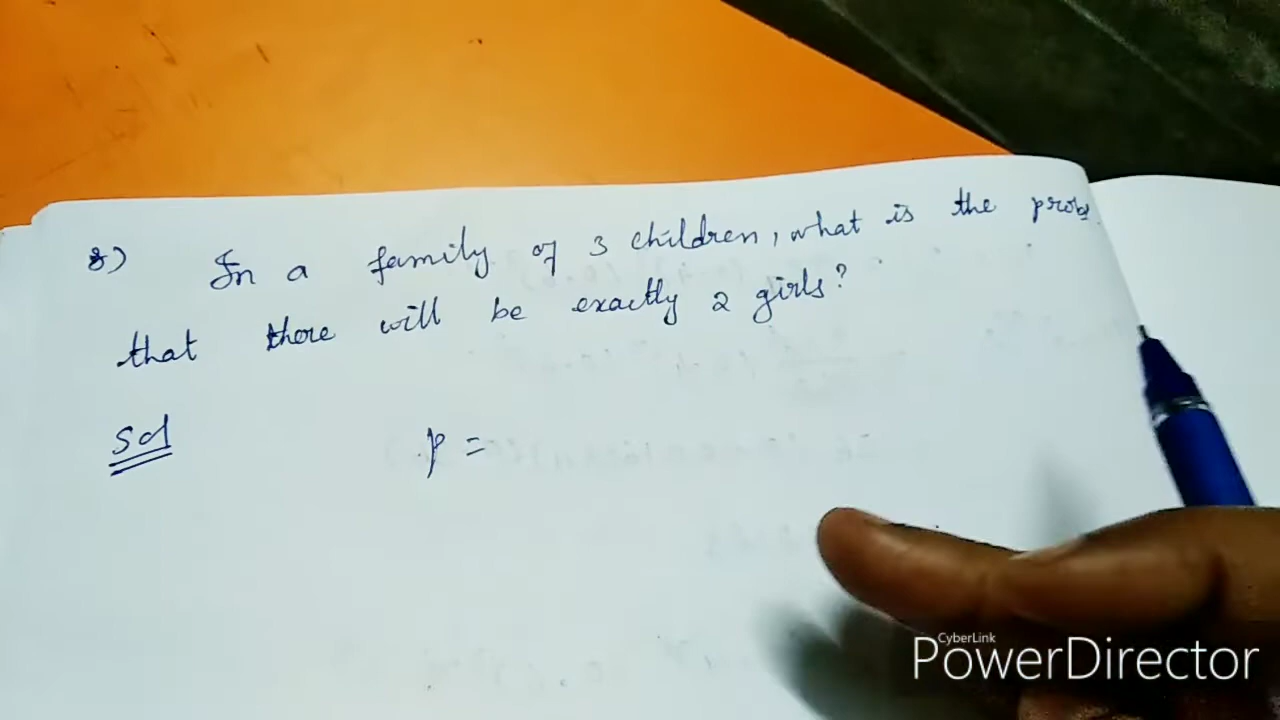 8) In a family of 3 children, what is the prob
that there will be exactly 2 girls?
Sol
p =
CyberLink
PowerDirector